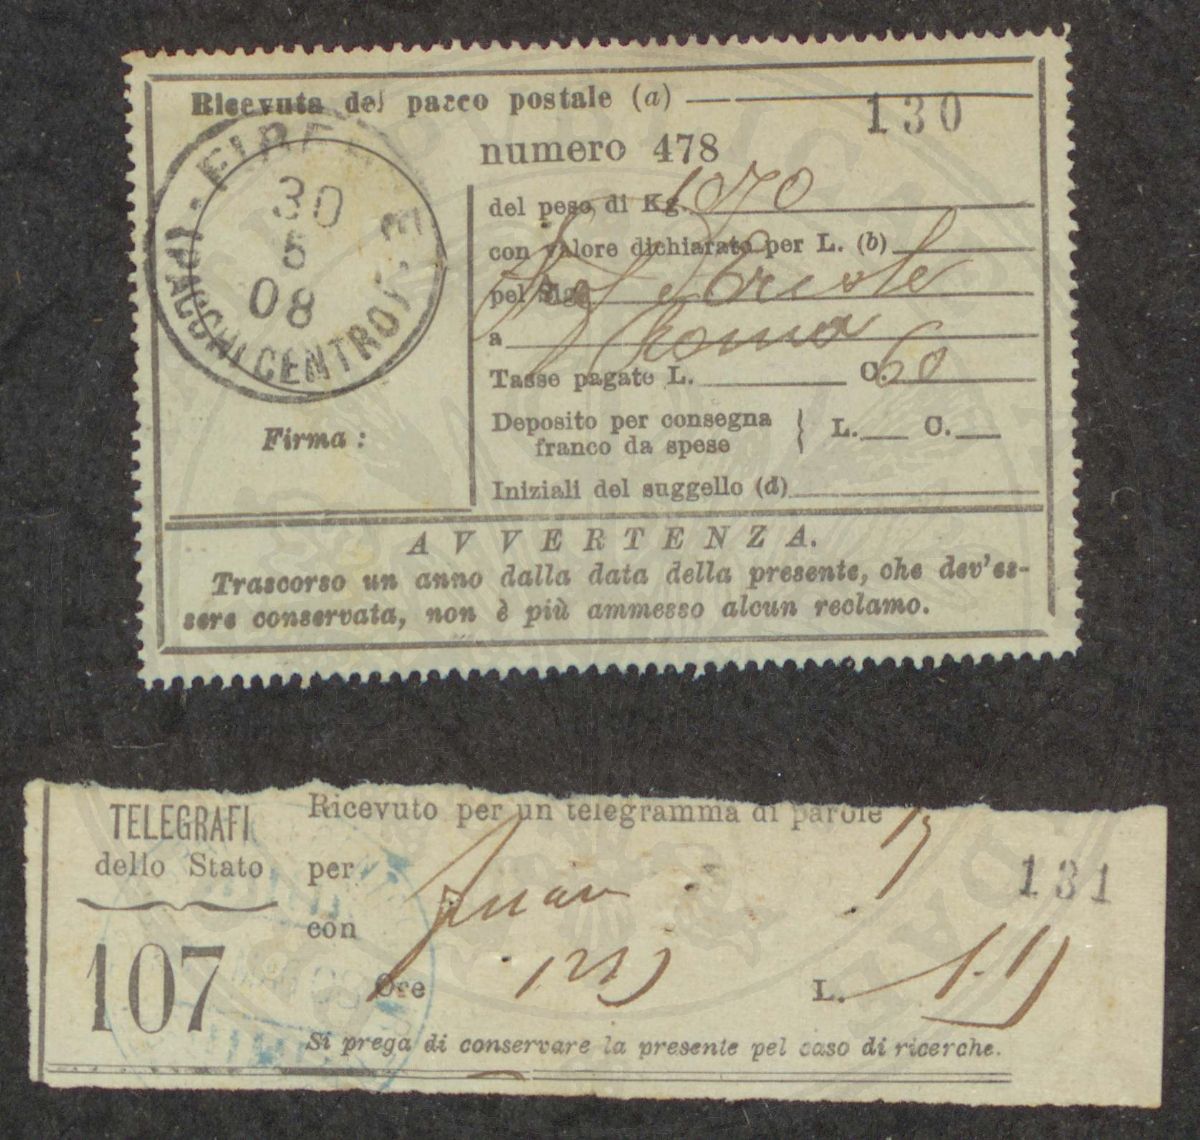 Ricevuta del pacco postale (a)
130
numero 478
FIRENZE
PACCHI CENTRO
30
5
08
del peso di Kg. 1070
con valore dichiarato per L. (b)
pel Sig.
a Roma
Tasse pagate L. C. 60
Firma :
Deposito per consegna franco da spese { L. C.
Iniziali del suggello (d)
AVVERTENZA.
Trascorso un anno dalla data della presente, che dev'es-
sere conservata, non è più ammesso alcun reclamo.
TELEGRAFI
dello Stato
107
Ricevuto per un telegramma di parole
per
131
con
Ore L.
Si prega di conservare la presente pel caso di ricerche.